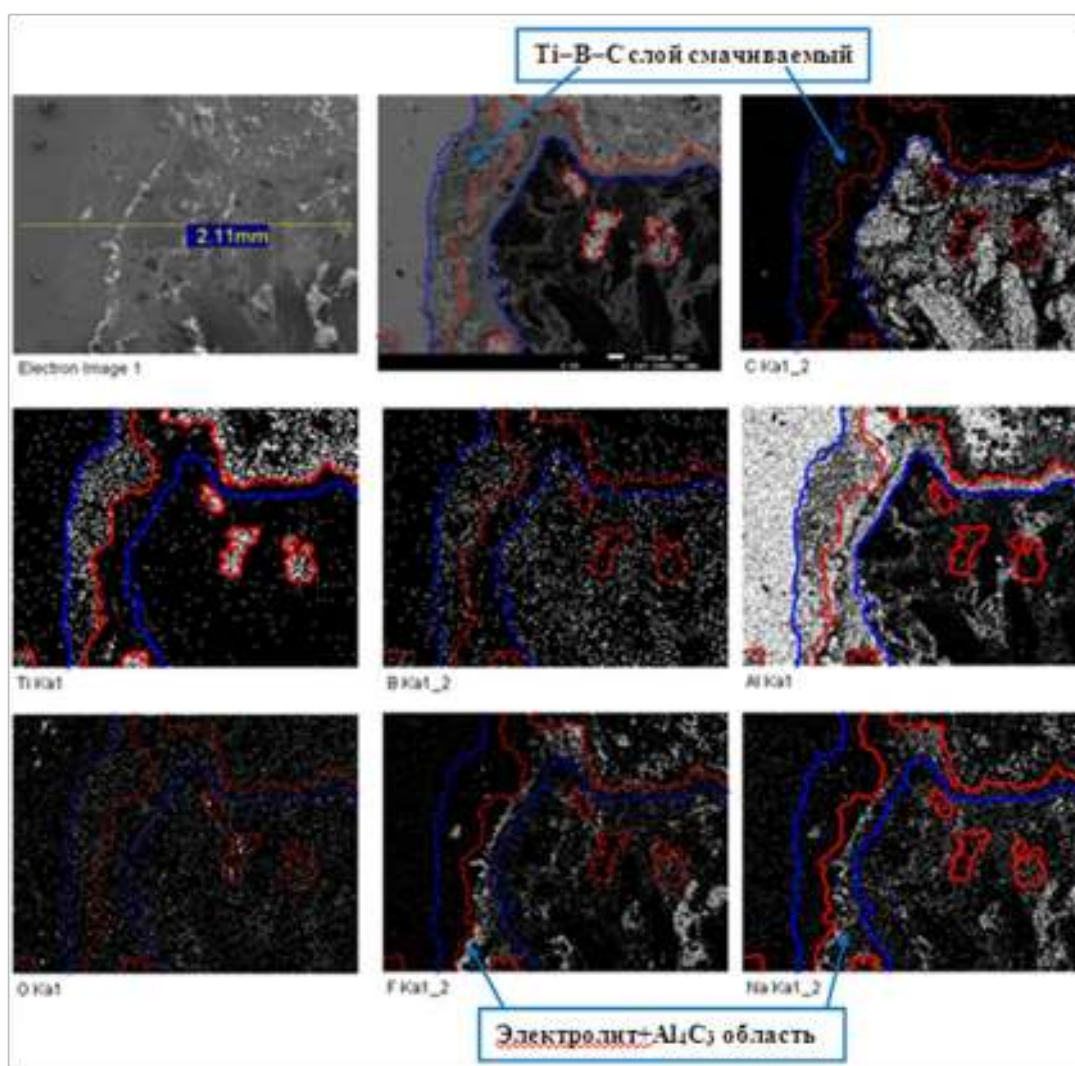 Ti–B–C слой смачиваемый
2.11mm
Electron Image 1
C Ka1_2
Ti Ka1
B Ka1_2
Al Ka1
O Ka1
F Ka1_2
Na Ka1_2
Электролит+Al₄C₃ область